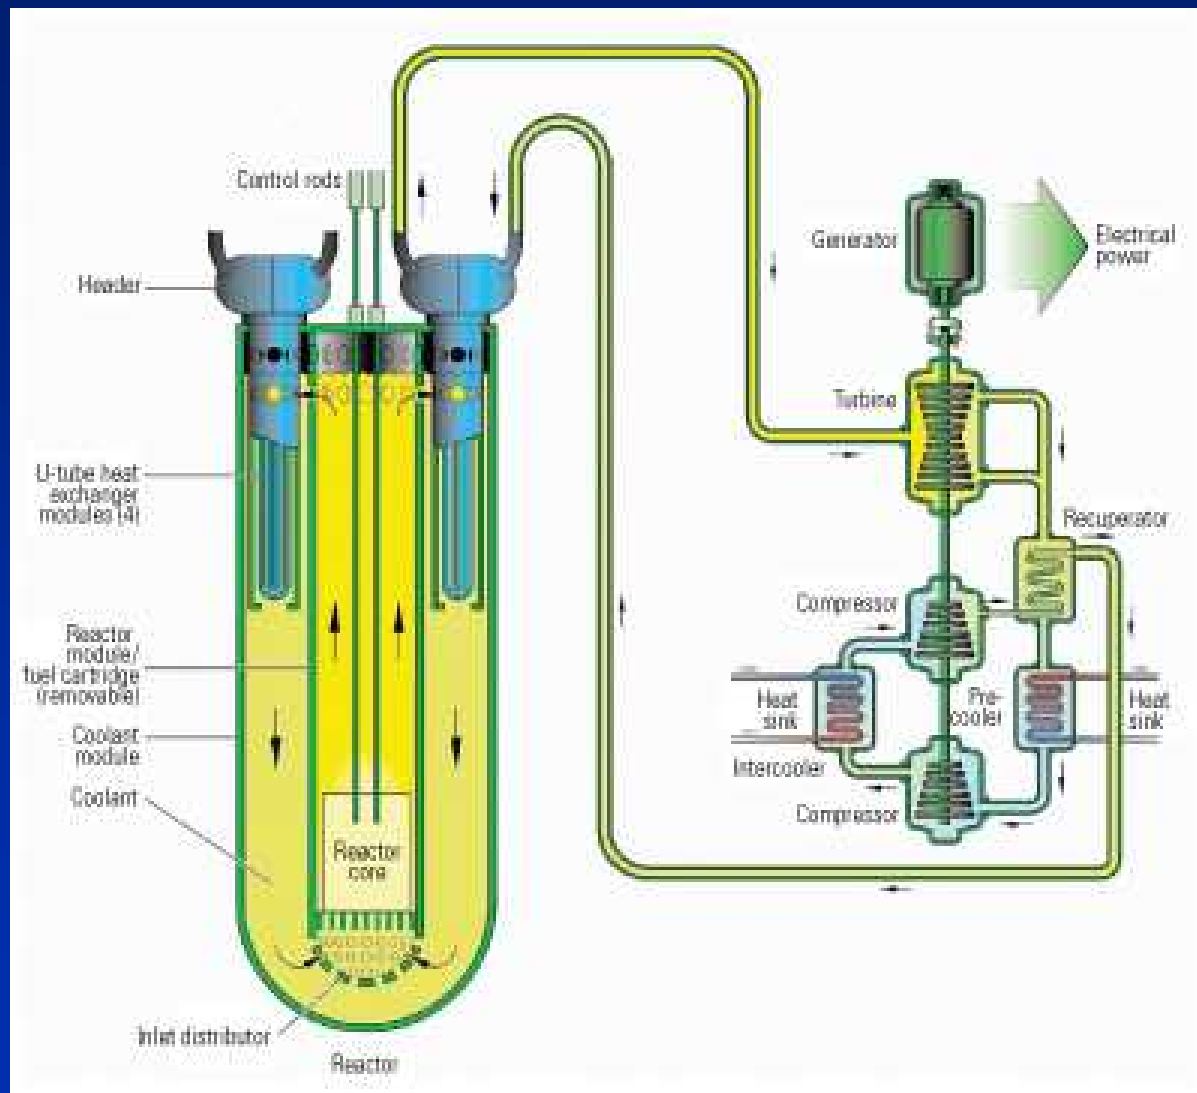 Control rods
Header
U-tube heat
exchanger
modules (4)
Reactor
module/
fuel cartridge
(removable)
Coolant
module
Coolant
Reactor
core
Inlet distributor
Reactor
Generator
Electrical
power
Turbine
Recuperator
Compressor
Heat
sink
Pre-
cooler
Heat
sink
Intercooler
Compressor